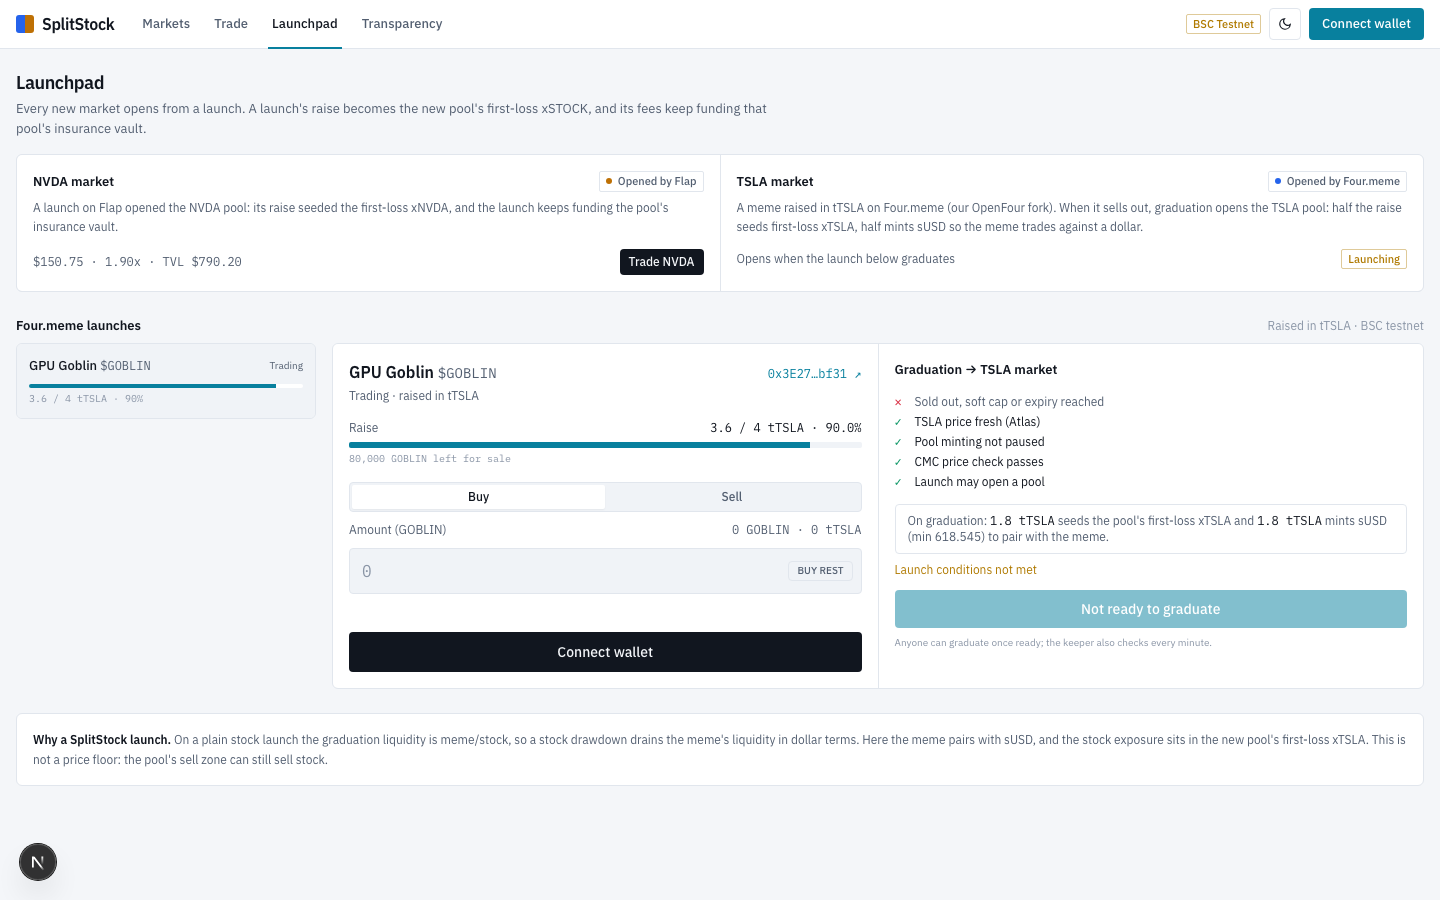 SplitStock
Markets
Trade
Launchpad
Transparency
BSC Testnet
Connect wallet
Launchpad
Every new market opens from a launch. A launch's raise becomes the new pool's first-loss xSTOCK, and its fees keep funding that
pool's insurance vault.
NVDA market
Opened by Flap
A launch on Flap opened the NVDA pool: its raise seeded the first-loss xNVDA, and the launch keeps funding the pool's
insurance vault.
$150.75 · 1.90x · TVL $790.20
Trade NVDA
TSLA market
Opened by Four.meme
A meme raised in tTSLA on Four.meme (our OpenFour fork). When it sells out, graduation opens the TSLA pool: half the raise
seeds first-loss xTSLA, half mints sUSD so the meme trades against a dollar.
Opens when the launch below graduates
Launching
Four.meme launches
Raised in tTSLA · BSC testnet
GPU Goblin $GOBLIN
Trading
3.6 / 4 tTSLA · 90%
GPU Goblin $GOBLIN
0x3E27…bf31 ↗
Trading · raised in tTSLA
Raise
3.6 / 4 tTSLA · 90.0%
80,000 GOBLIN left for sale
Buy
Sell
Amount (GOBLIN)
0 GOBLIN · 0 tTSLA
0
BUY REST
Connect wallet
Graduation → TSLA market
✕ Sold out, soft cap or expiry reached
✓ TSLA price fresh (Atlas)
✓ Pool minting not paused
✓ CMC price check passes
✓ Launch may open a pool
On graduation: 1.8 tTSLA seeds the pool's first-loss xTSLA and 1.8 tTSLA mints sUSD
(min 618.545) to pair with the meme.
Launch conditions not met
Not ready to graduate
Anyone can graduate once ready; the keeper also checks every minute.
Why a SplitStock launch. On a plain stock launch the graduation liquidity is meme/stock, so a stock drawdown drains the meme's liquidity in dollar terms. Here the meme pairs with sUSD, and the stock exposure sits in the new pool's first-loss xTSLA. This is
not a price floor: the pool's sell zone can still sell stock.
N